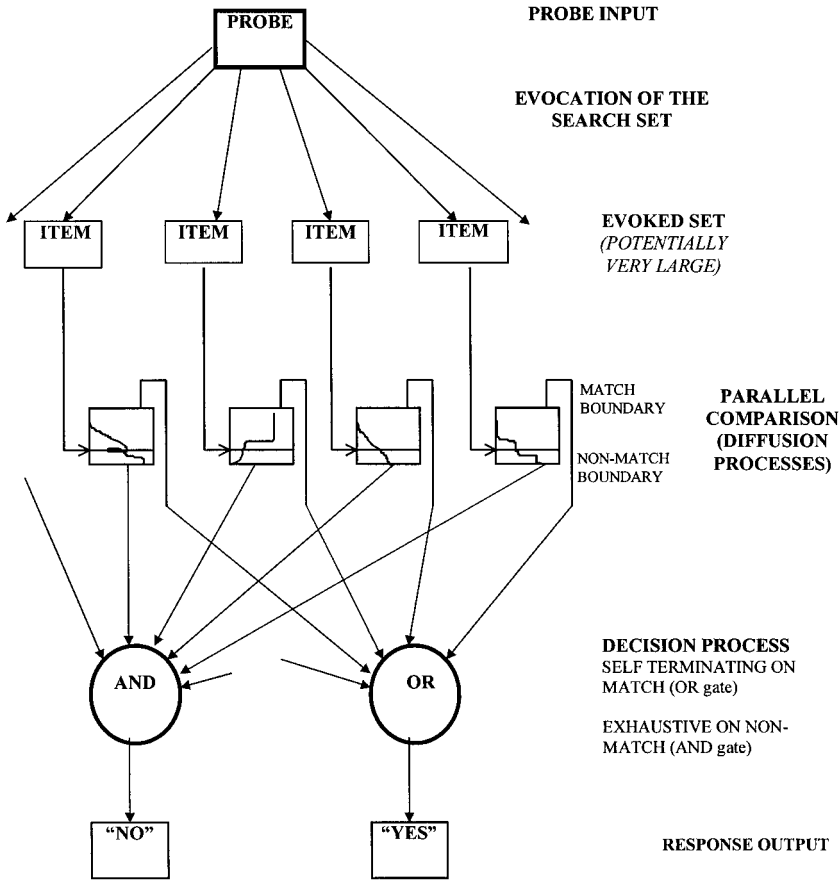 PROBE
PROBE INPUT
EVOCATION OF THE
SEARCH SET
ITEM
ITEM
ITEM
ITEM
EVOKED SET
(POTENTIALLY
VERY LARGE)
MATCH
BOUNDARY
NON-MATCH
BOUNDARY
PARALLEL
COMPARISON
(DIFFUSION
PROCESSES)
AND
OR
DECISION PROCESS
SELF TERMINATING ON
MATCH (OR gate)
EXHAUSTIVE ON NON-
MATCH (AND gate)
“NO”
“YES”
RESPONSE OUTPUT